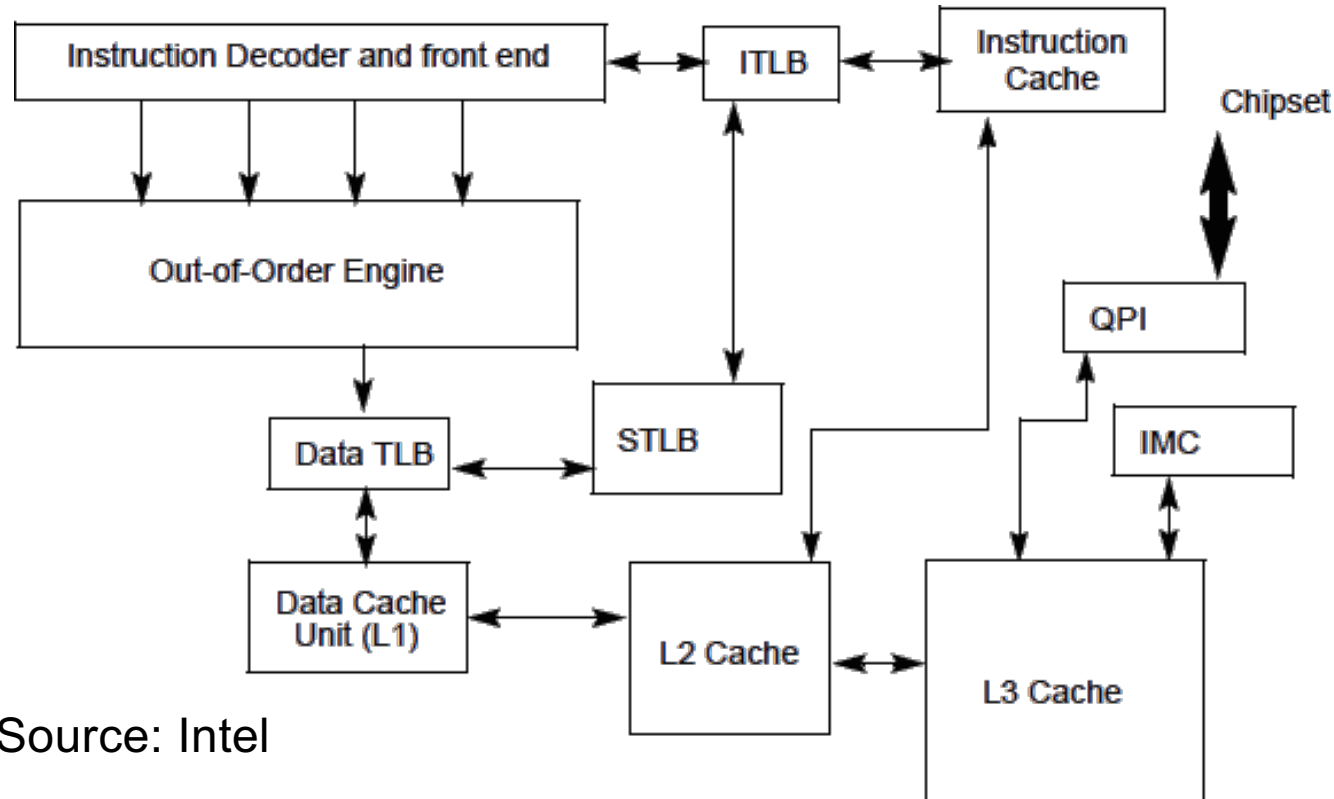 Instruction Decoder and front end
ITLB
Instruction
Cache
Chipset
Out-of-Order Engine
QPI
Data TLB
STLB
IMC
Data Cache
Unit (L1)
L2 Cache
L3 Cache
Source: Intel